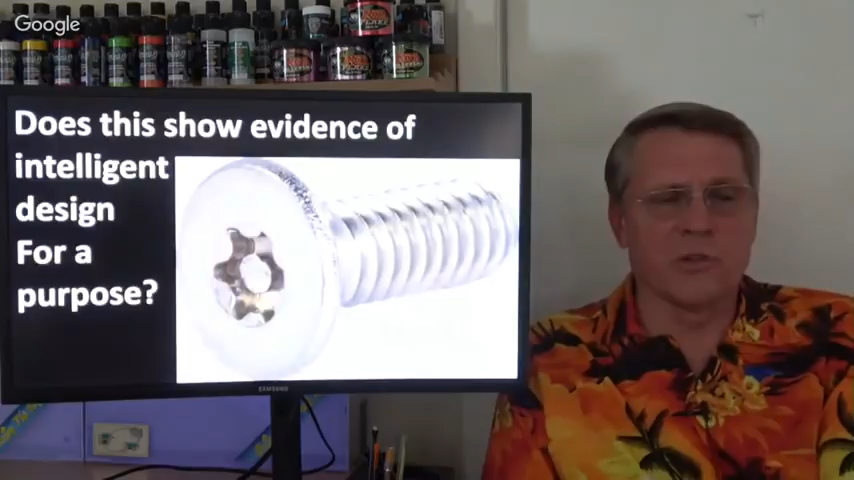 Google
Does this show evidence of
intelligent
design
For a
purpose?
SAMSUNG